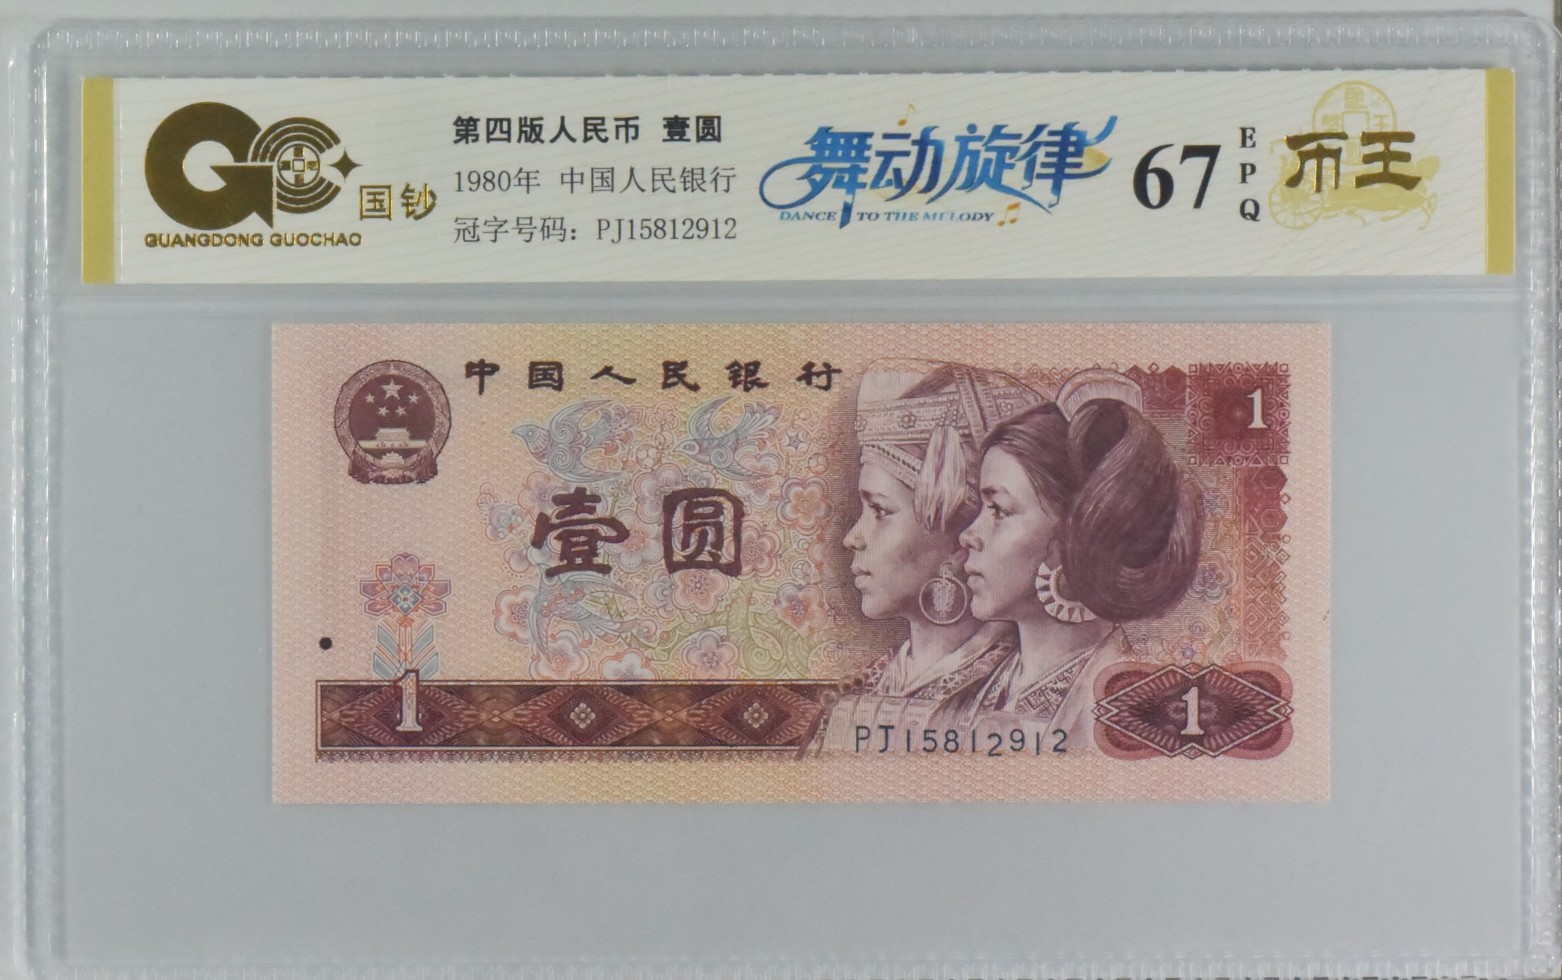 国钞
GUANGDONG GUOCHAO
第四版人民币 壹圆
1980年 中国人民银行
冠字号码：PJ15812912
舞动旋律
DANCE TO THE MELODY
67
EPQ
币王
中国人民银行
1
壹圆
1
1
PJ15812912